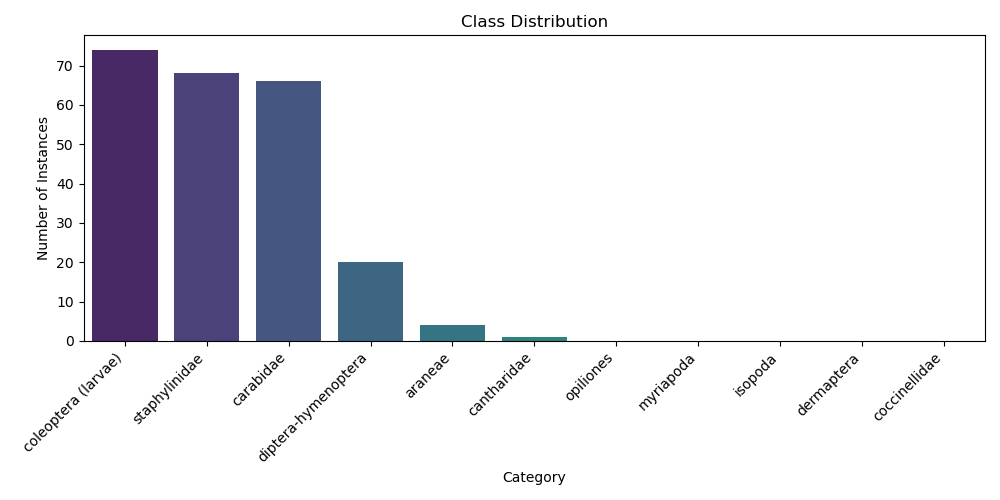 Class Distribution
Number of Instances
70
60
50
40
30
20
10
0
coleoptera (larvae)
staphylinidae
carabidae
diptera-hymenoptera
araneae
cantharidae
opiliones
myriapoda
isopoda
dermaptera
coccinellidae
Category